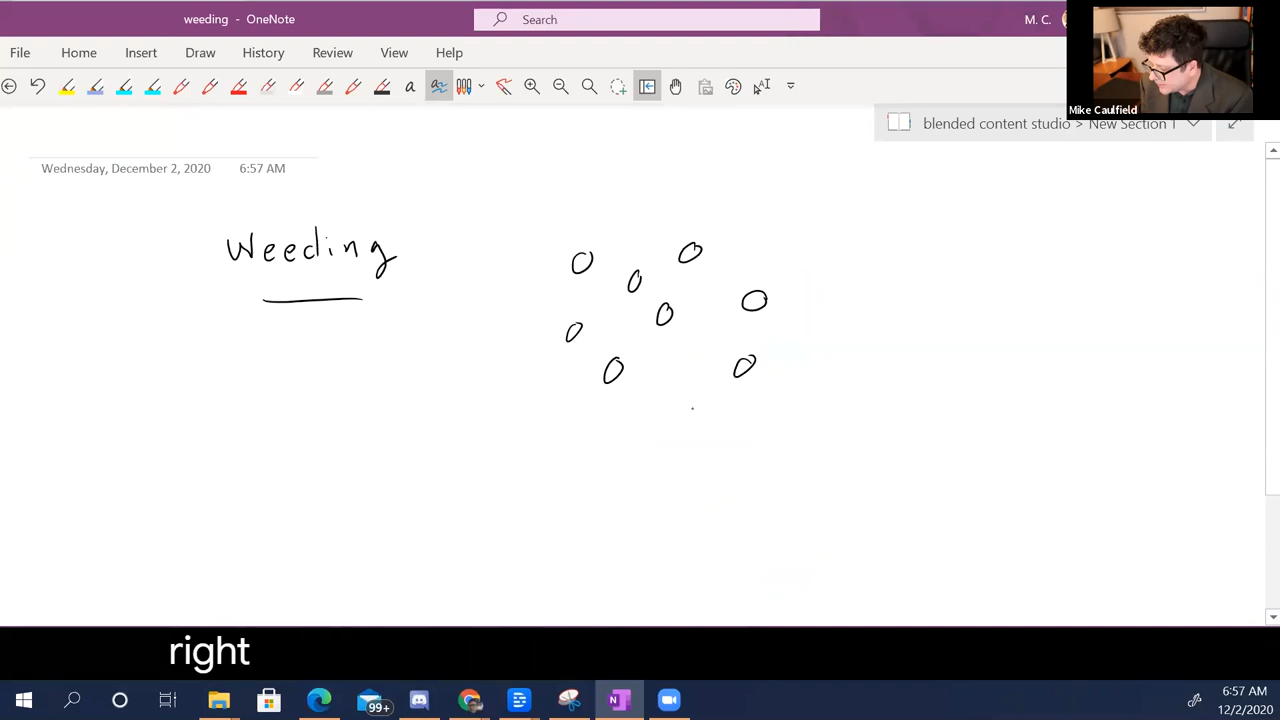 weeding - OneNote
Search
M. C.
File Home Insert Draw History Review View Help
Mike Caulfield
blended content studio > New Section 1
Wednesday, December 2, 2020 6:57 AM
Weeding
right
99+
6:57 AM
12/2/2020